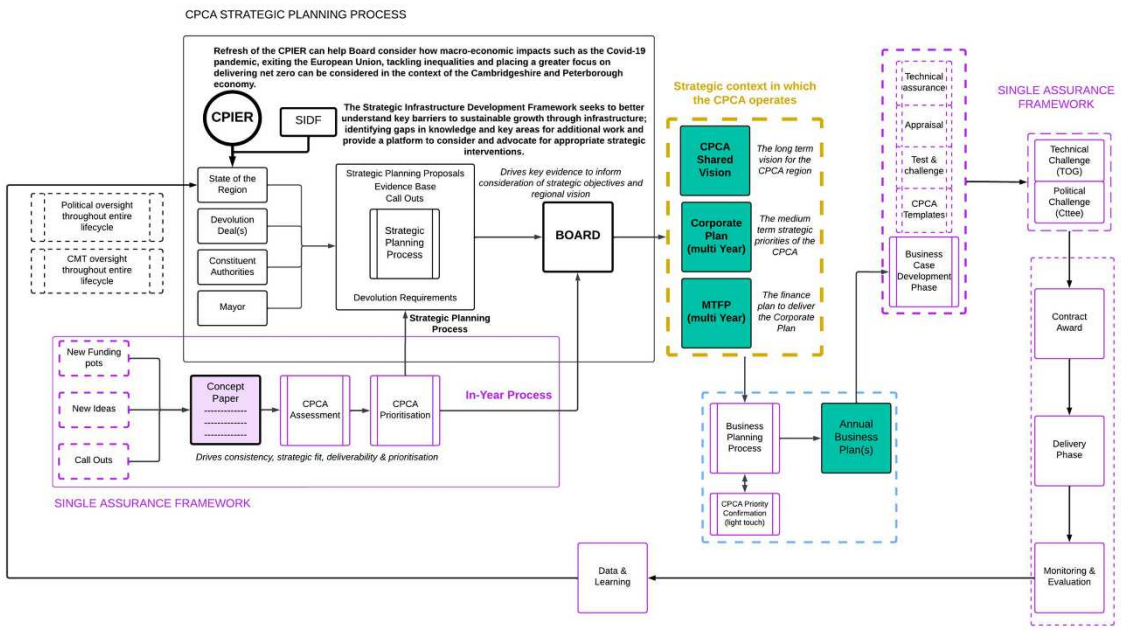 CPCA STRATEGIC PLANNING PROCESS
Refresh of the CPIER can help Board consider how macro-economic impacts such as the Covid-19
pandemic, exiting the European Union, tackling inequalities and placing a greater focus on
delivering net zero can be considered in the context of the Cambridgeshire and Peterborough
economy.
CPIER
SIDF
The Strategic Infrastructure Development Framework seeks to better
understand key barriers to sustainable growth through infrastructure;
identifying gaps in knowledge and key areas for additional work and
provide a platform to consider and advocate for appropriate strategic
interventions.
Political oversight
throughout entire
lifecycle
CMT oversight
throughout entire
lifecycle
State of the
Region
Devolution
Deal(s)
Constituent
Authorities
Mayor
Strategic Planning Proposals
Evidence Base
Call Outs
Strategic
Planning
Process
Devolution Requirements
Strategic Planning
Process
Drives key evidence to inform
consideration of strategic objectives and
regional vision
BOARD
New Funding
pots
New Ideas
Call Outs
Concept
Paper
-------------
-------------
-------------
CPCA
Assessment
CPCA
Prioritisation
In-Year Process
Drives consistency, strategic fit, deliverability & prioritisation
SINGLE ASSURANCE FRAMEWORK
Strategic context in which
the CPCA operates
CPCA
Shared
Vision
The long term
vision for the
CPCA region
Corporate
Plan
(multi Year)
The medium
term strategic
priorities of the
CPCA
MTFP
(multi Year)
The finance
plan to deliver
the Corporate
Plan
Business
Planning
Process
Annual
Business
Plan(s)
CPCA Priority
Confirmation
(light touch)
Technical
assurance
Appraisal
Test &
challenge
CPCA
Templates
Business
Case
Development
Phase
SINGLE ASSURANCE
FRAMEWORK
Technical
Challenge
(TOG)
Political
Challenge
(Cttee)
Contract
Award
Delivery
Phase
Monitoring &
Evaluation
Data &
Learning